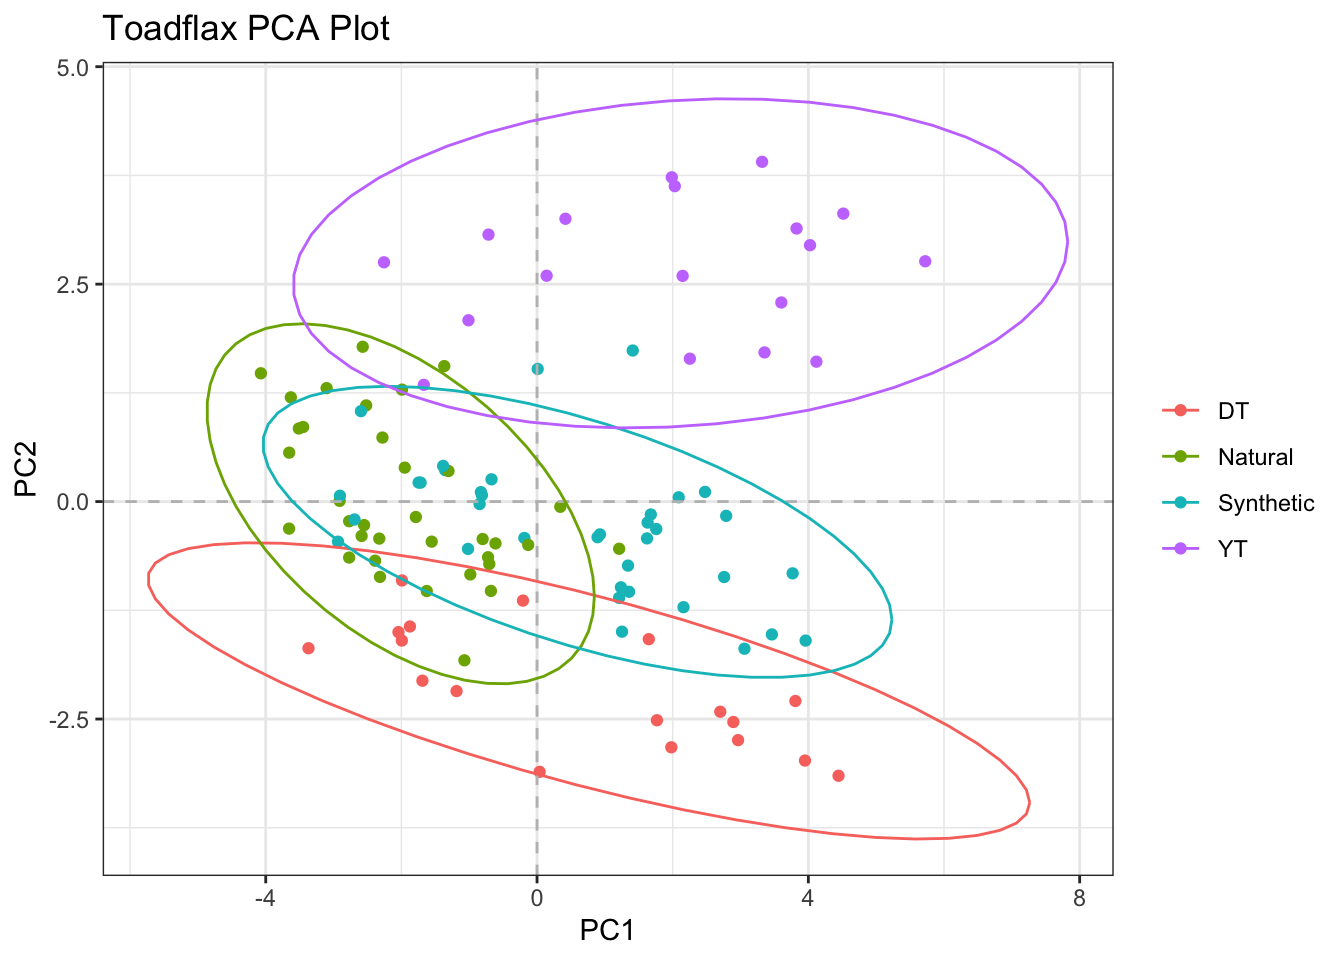 Toadflax PCA Plot
5.0
2.5
0.0
-2.5
PC2
-4
0
4
8
PC1
DT
Natural
Synthetic
YT